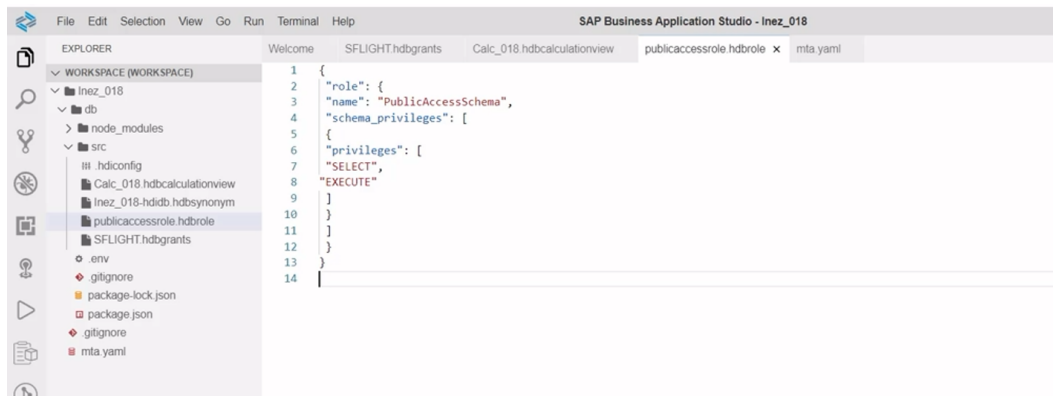 File Edit Selection View Go Run Terminal Help
SAP Business Application Studio - Inez_018
EXPLORER
WORKSPACE (WORKSPACE)
Inez_018
db
node_modules
src
.hdiconfig
Calc_018.hdbcalculationview
Inez_018-hdidb.hdbsynonym
publicaccessrole.hdbrole
SFLIGHT.hdbgrants
.env
.gitignore
package-lock.json
package.json
.gitignore
mta.yaml
Welcome SFLIGHT.hdbgrants Calc_018.hdbcalculationview publicaccessrole.hdbrole × mta.yaml
1 {
2 "role": {
3 "name": "PublicAccessSchema",
4 "schema_privileges": [
5 {
6 "privileges": [
7 "SELECT",
8 "EXECUTE"
9 ]
10 }
11 ]
12 }
13 }
14